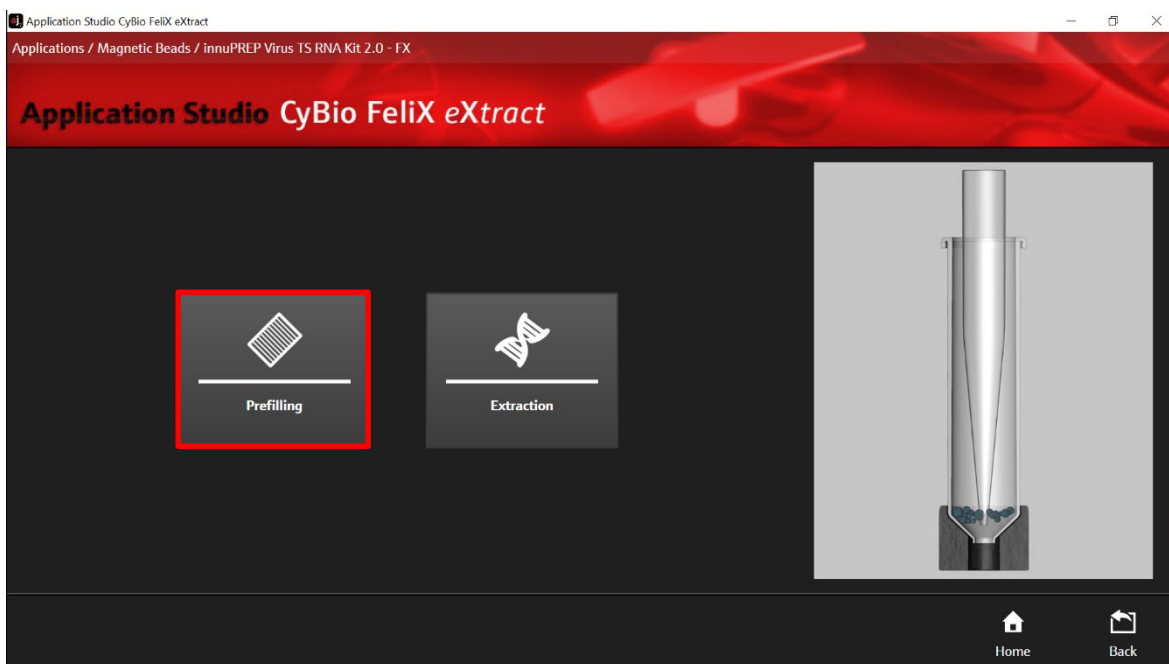 Application Studio CyBio FeliX eXtract
Applications / Magnetic Beads / innuPREP Virus TS RNA Kit 2.0 - FX
Application Studio CyBio FeliX eXtract
Prefilling
Extraction
Home
Back